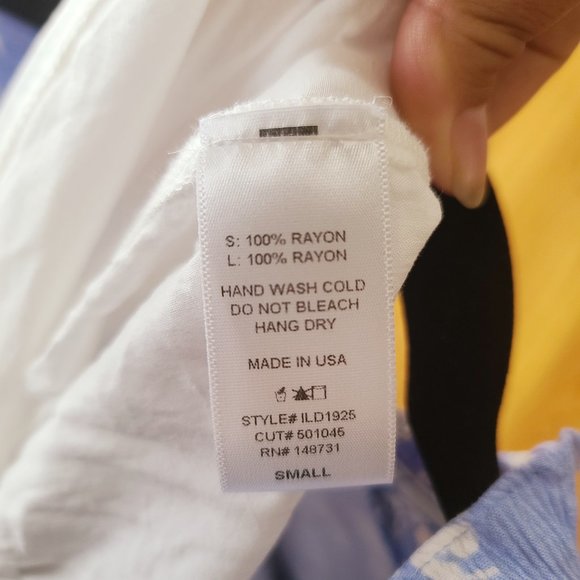 S: 100% RAYON
L: 100% RAYON
HAND WASH COLD
DO NOT BLEACH
HANG DRY
MADE IN USA
STYLE# ILD1925
CUT# 501045
RN# 148731
SMALL